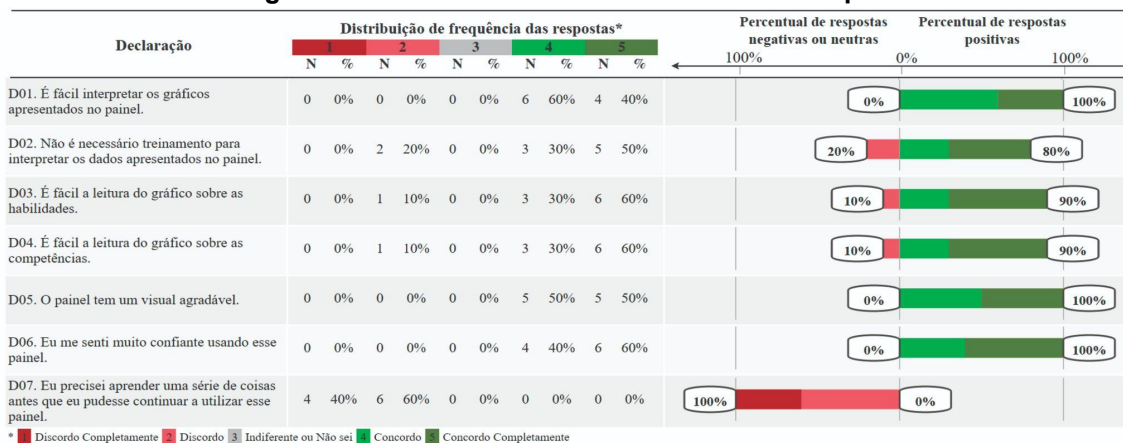 Declaração
Distribuição de frequência das respostas*
Percentual de respostas negativas ou neutras
Percentual de respostas positivas
1 2 3 4 5
N % N % N % N % N %
100% 0% 100%
D01. É fácil interpretar os gráficos
apresentados no painel.
0 0% 0 0% 0 0% 6 60% 4 40%
0% 100%
D02. Não é necessário treinamento para
interpretar os dados apresentados no painel.
0 0% 2 20% 0 0% 3 30% 5 50%
20% 80%
D03. É fácil a leitura do gráfico sobre as
habilidades.
0 0% 1 10% 0 0% 3 30% 6 60%
10% 90%
D04. É fácil a leitura do gráfico sobre as
competências.
0 0% 1 10% 0 0% 3 30% 6 60%
10% 90%
D05. O painel tem um visual agradável.
0 0% 0 0% 0 0% 5 50% 5 50%
0% 100%
D06. Eu me senti muito confiante usando esse
painel.
0 0% 0 0% 0 0% 4 40% 6 60%
0% 100%
D07. Eu precisei aprender uma série de coisas
antes que eu pudesse continuar a utilizar esse
painel.
4 40% 6 60% 0 0% 0 0% 0 0%
100% 0%
* 1 Discordo Completamente 2 Discordo 3 Indiferente ou Não sei 4 Concordo 5 Concordo Completamente